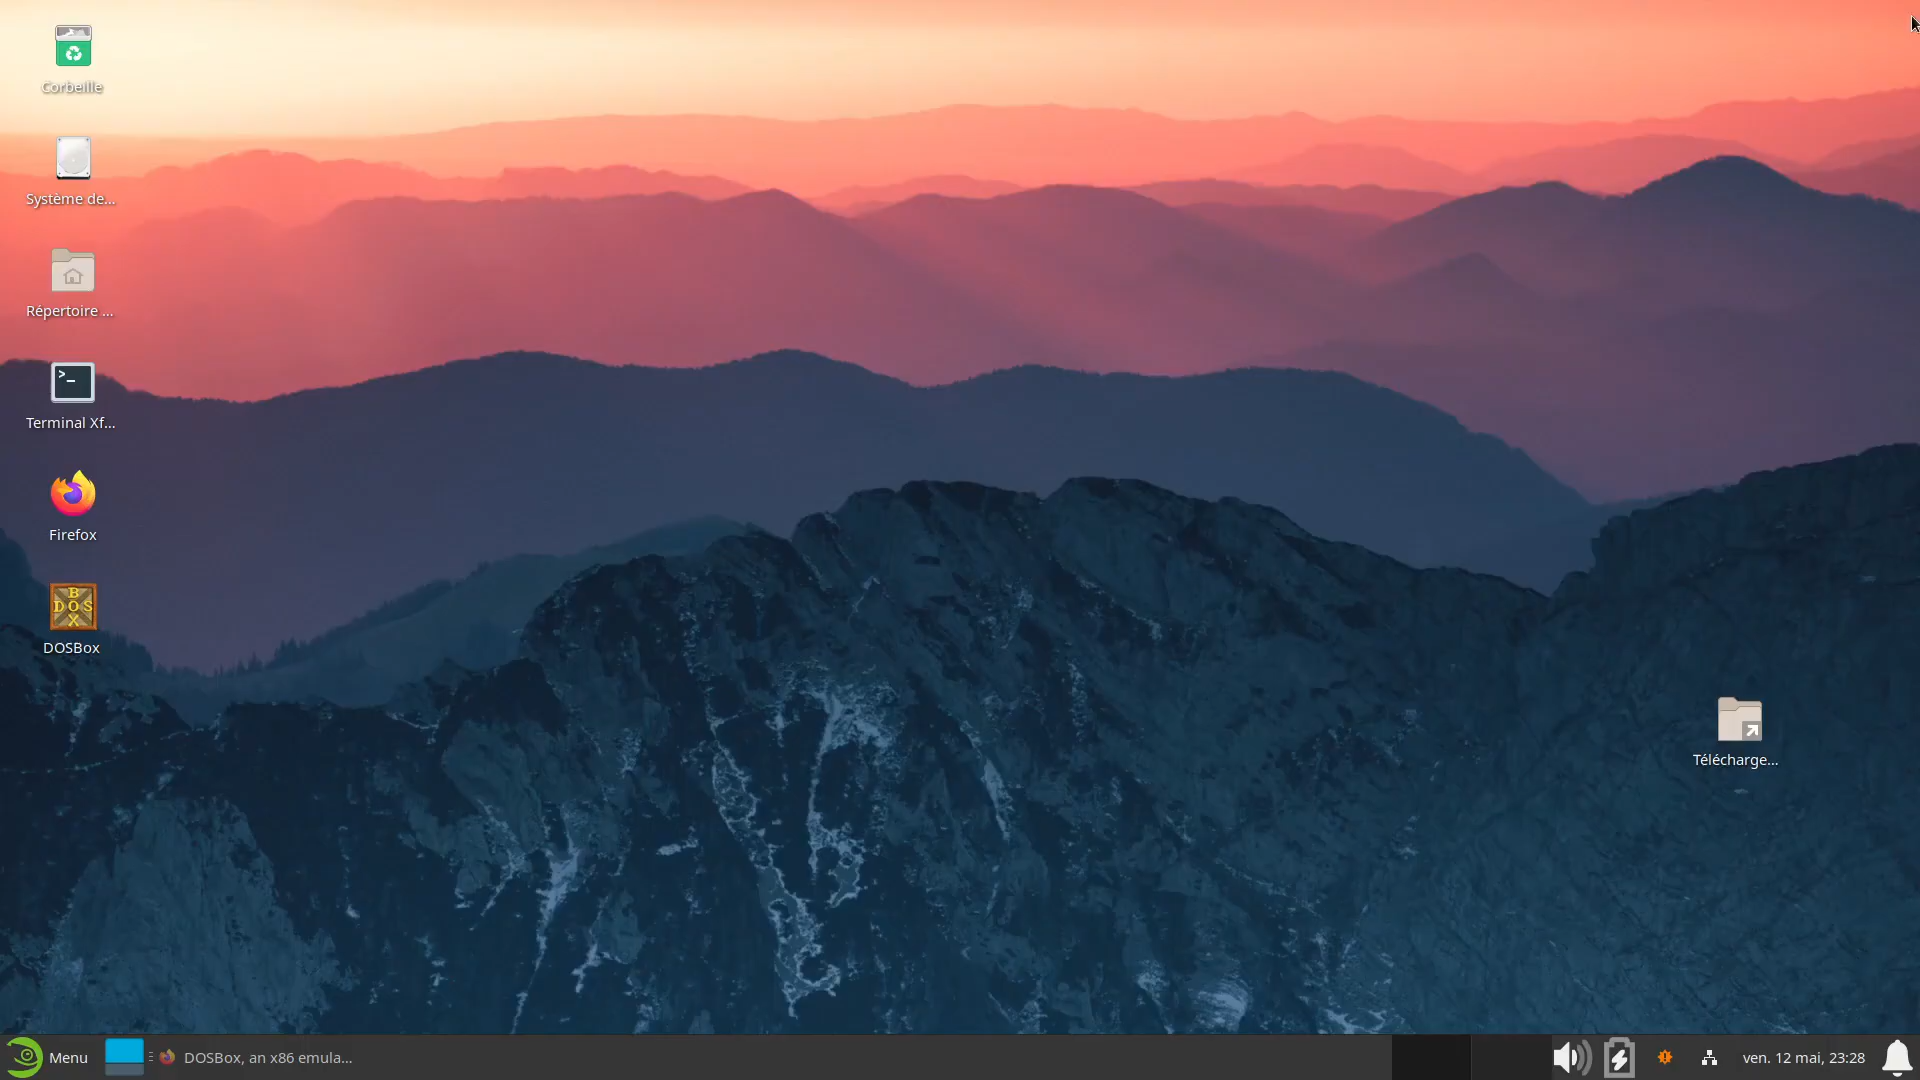 Corbeille
Système de...
Répertoire ...
>_
Terminal Xf...
Firefox
B
DOS
X
DOSBox
Télécharge...
Menu
DOSBox, an x86 emula...
ven. 12 mai, 23:28